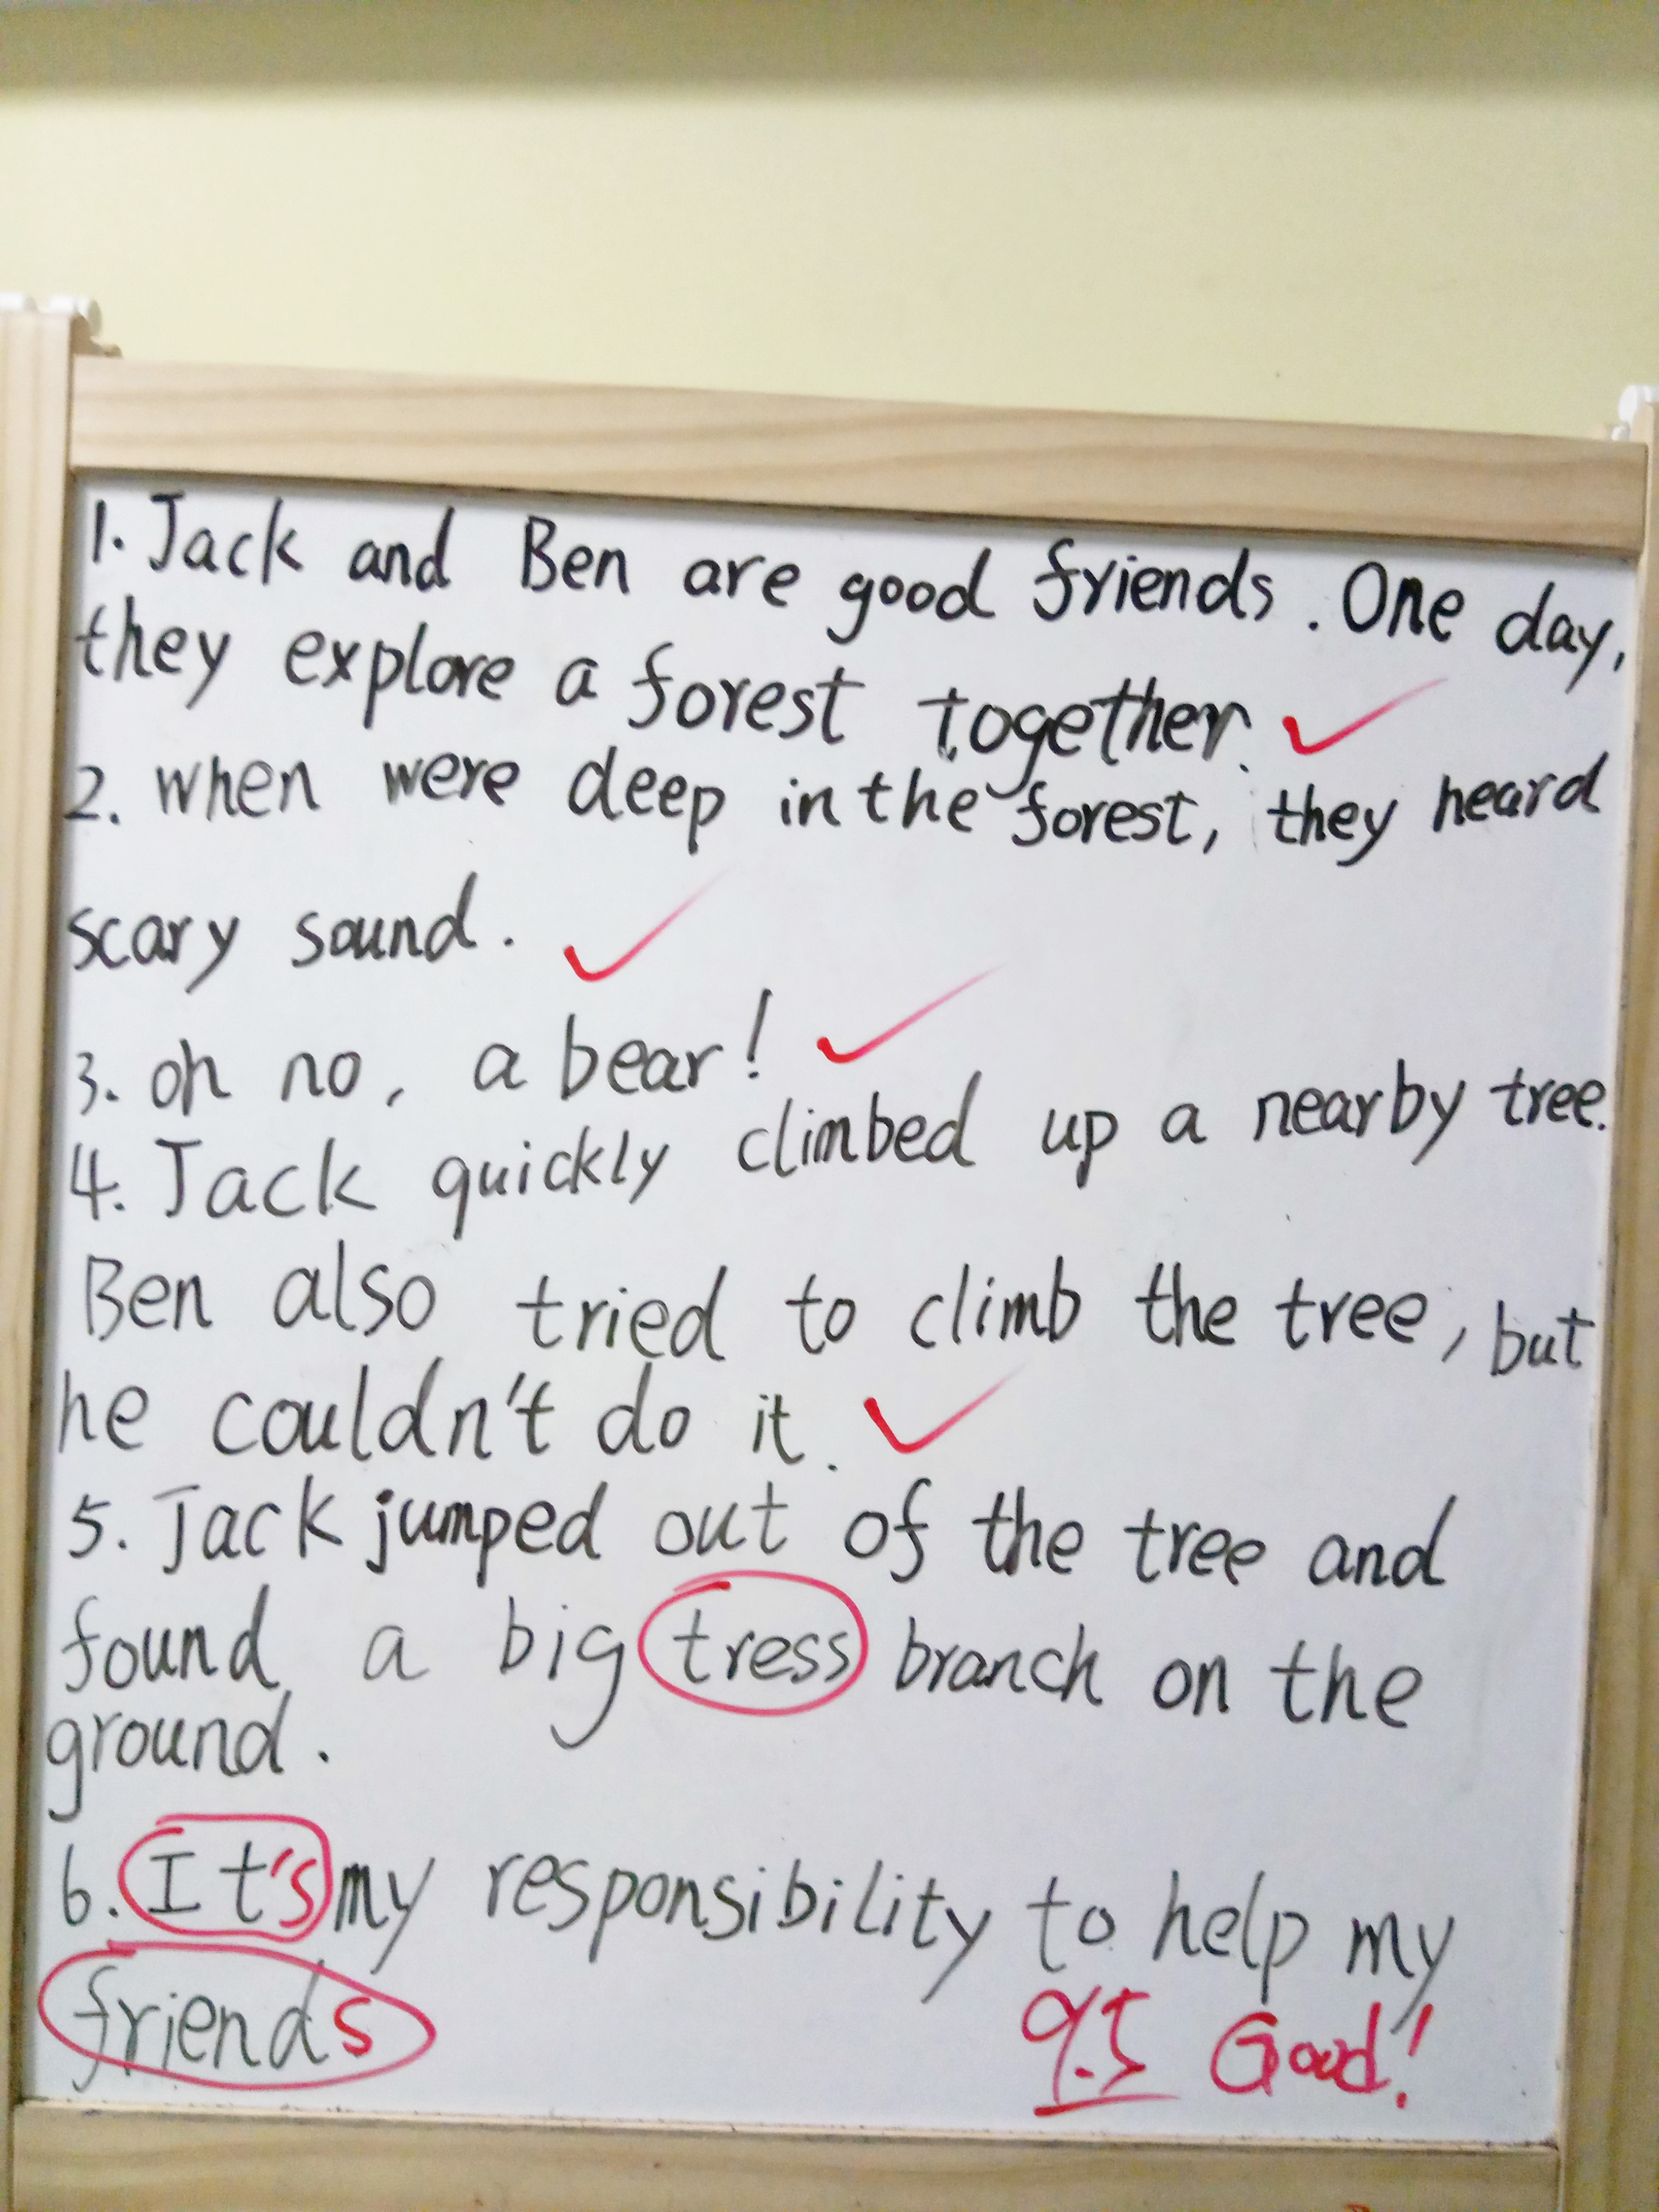 1. Jack and Ben are good friends. One day,
they explore a forest together.
2. when were deep in the forest, they heard
scary sound.
3. oh no, a bear!
4. Jack quickly climbed up a nearby tree.
Ben also tried to climb the tree, but
he couldn't do it.
5. Jack jumped out of the tree and
found a big tress branch on the
ground.
6. It's my responsibility to help my
friends
95 Good!